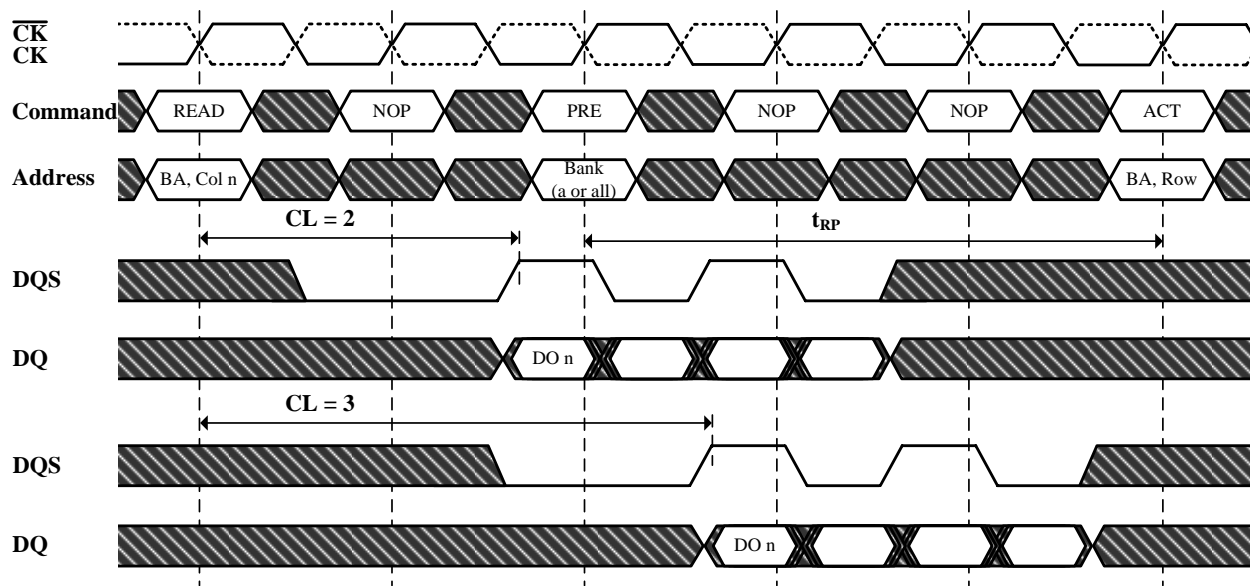 CK
CK
Command READ NOP PRE NOP NOP ACT
Address BA, Col n Bank (a or all) BA, Row
CL = 2 tRP
DQS
DQ DO n
CL = 3
DQS
DQ DO n